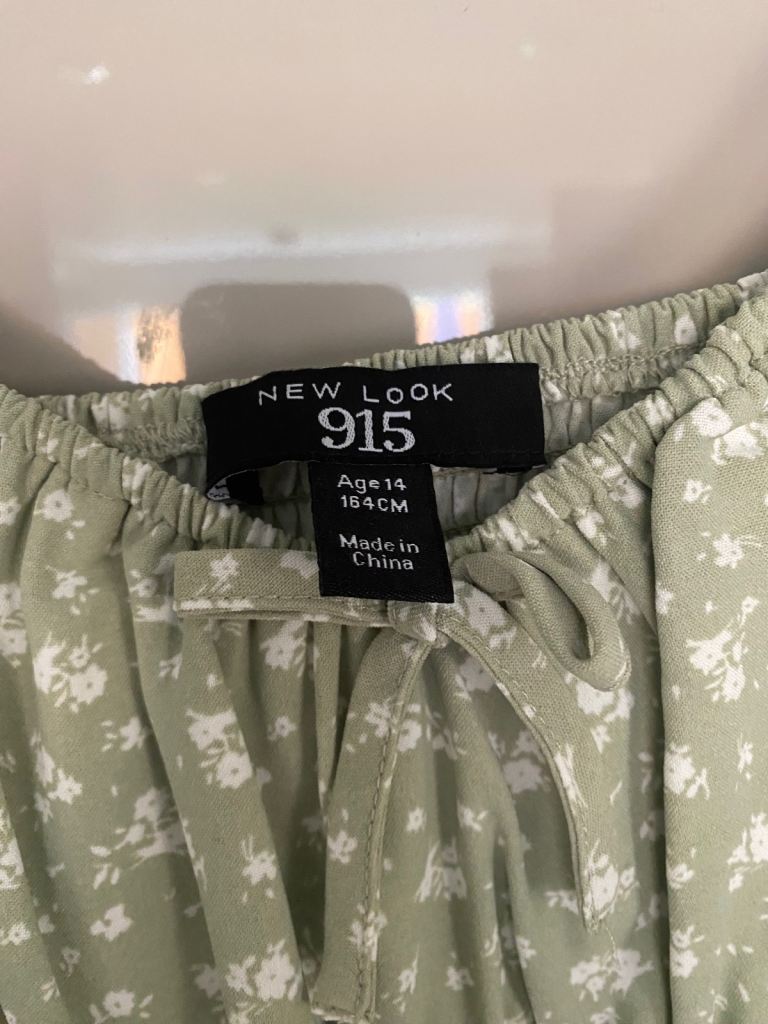 NEW LOOK
915
Age 14
164CM
Made in
China